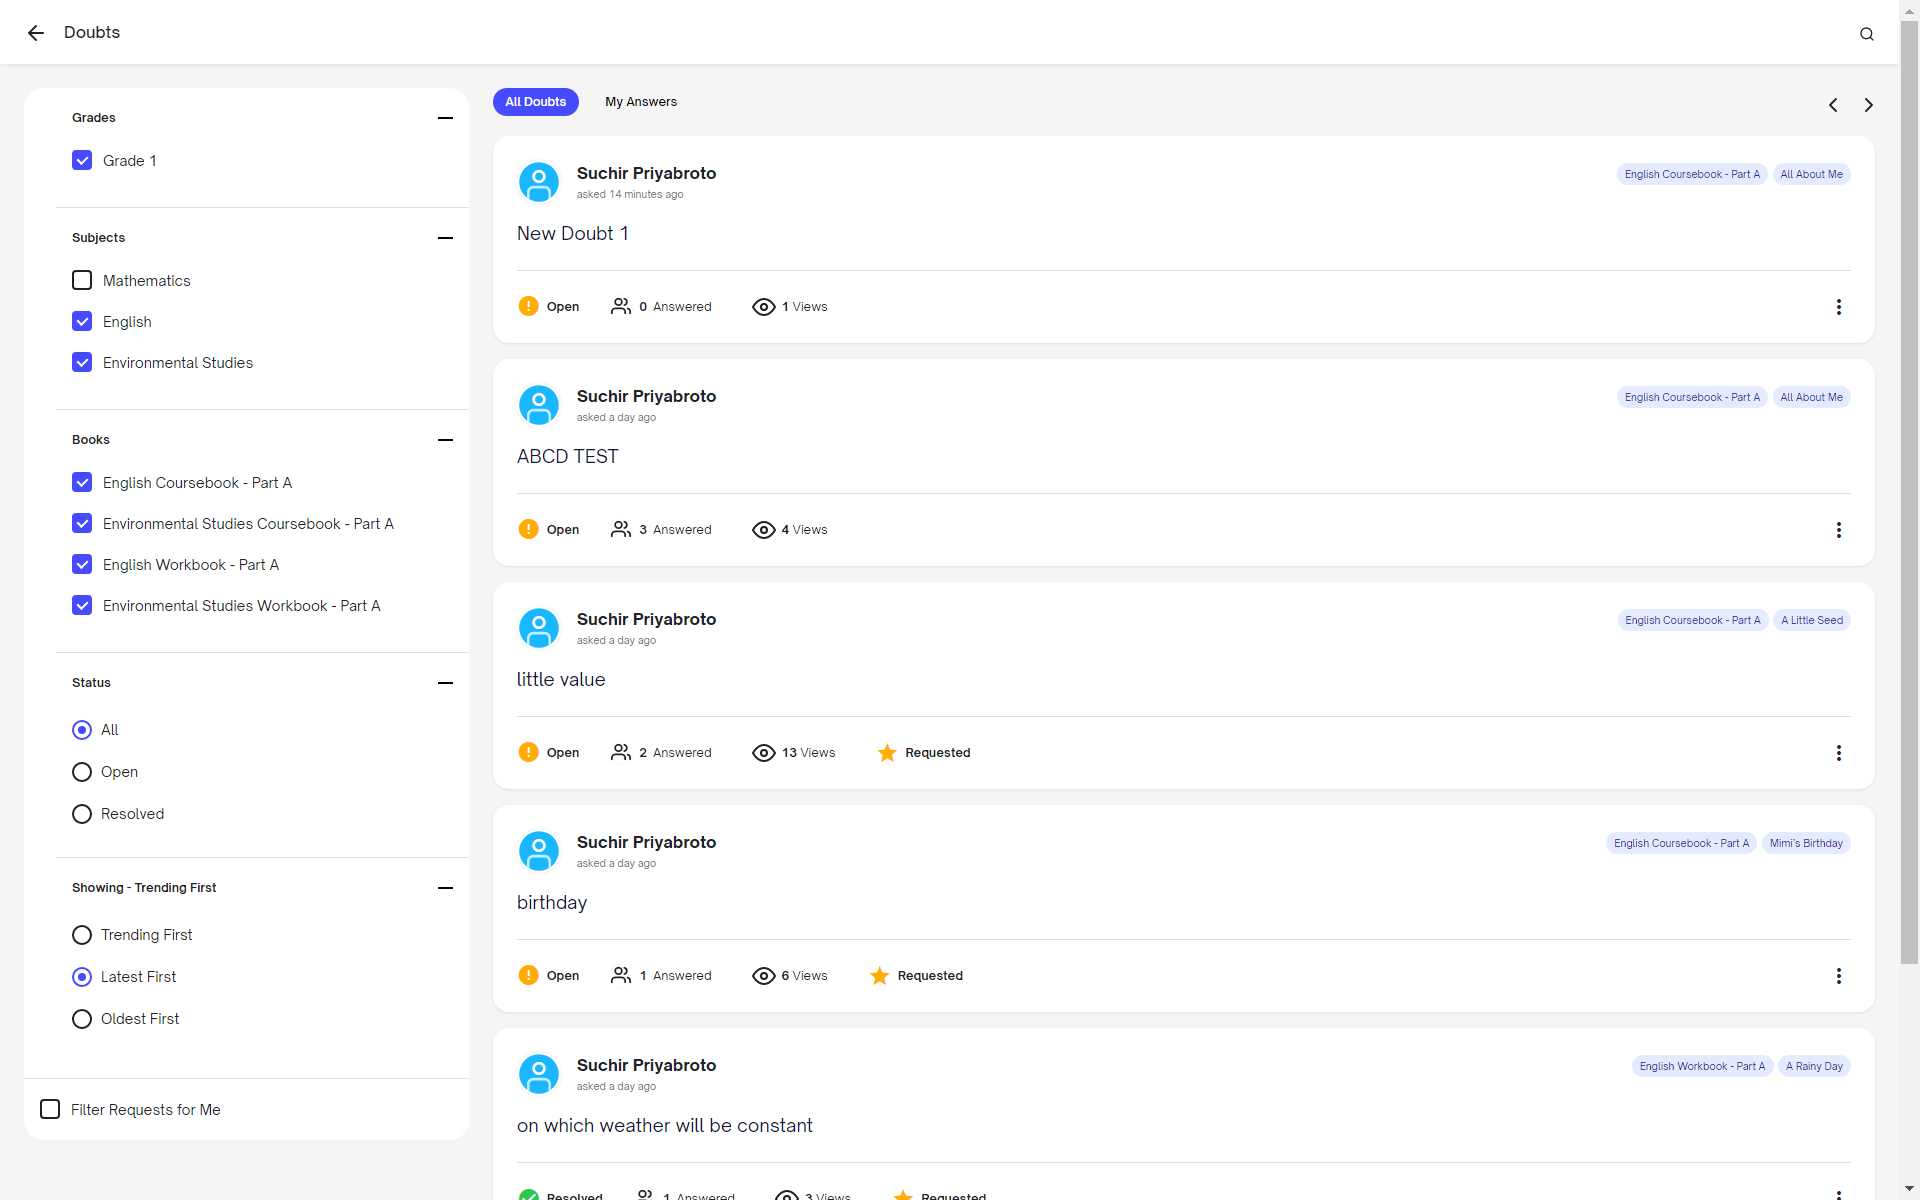 Doubts
Grades
Grade 1
Subjects
Mathematics
English
Environmental Studies
Books
English Coursebook - Part A
Environmental Studies Coursebook - Part A
English Workbook - Part A
Environmental Studies Workbook - Part A
Status
All
Open
Resolved
Showing - Trending First
Trending First
Latest First
Oldest First
Filter Requests for Me
All Doubts My Answers
Suchir Priyabroto English Coursebook - Part A All About Me
asked 14 minutes ago
New Doubt 1
Open 0 Answered 1 Views
Suchir Priyabroto English Coursebook - Part A All About Me
asked a day ago
ABCD TEST
Open 3 Answered 4 Views
Suchir Priyabroto English Coursebook - Part A A Little Seed
asked a day ago
little value
Open 2 Answered 13 Views Requested
Suchir Priyabroto English Coursebook - Part A Mimi's Birthday
asked a day ago
birthday
Open 1 Answered 6 Views Requested
Suchir Priyabroto English Workbook - Part A A Rainy Day
asked a day ago
on which weather will be constant
Resolved 1 Answered 3 Views Requested